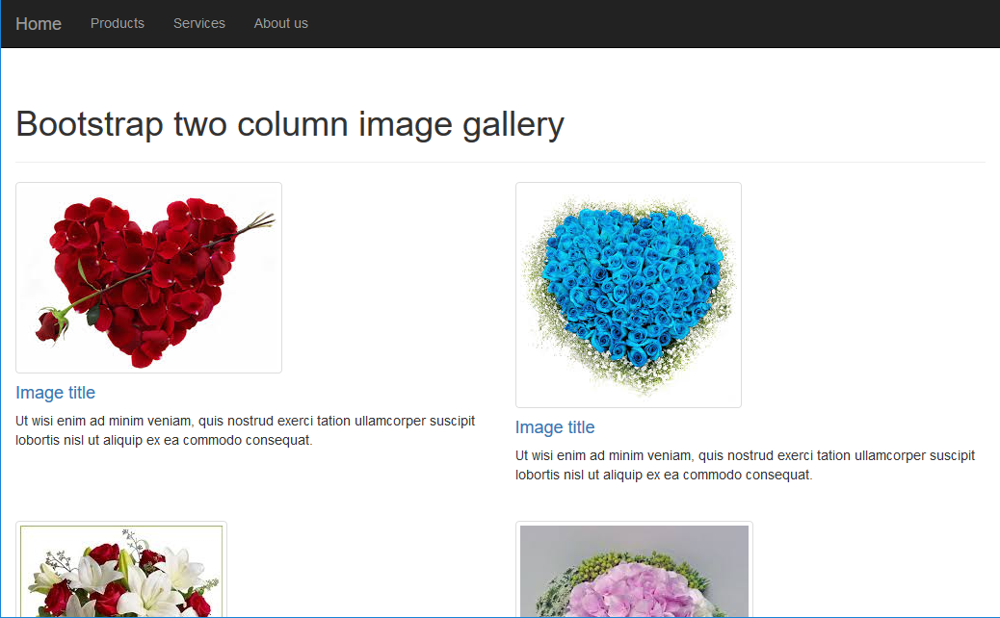 Home Products Services About us
Bootstrap two column image gallery
Image title
Ut wisi enim ad minim veniam, quis nostrud exerci tation ullamcorper suscipit
lobortis nisl ut aliquip ex ea commodo consequat.
Image title
Ut wisi enim ad minim veniam, quis nostrud exerci tation ullamcorper suscipit
lobortis nisl ut aliquip ex ea commodo consequat.